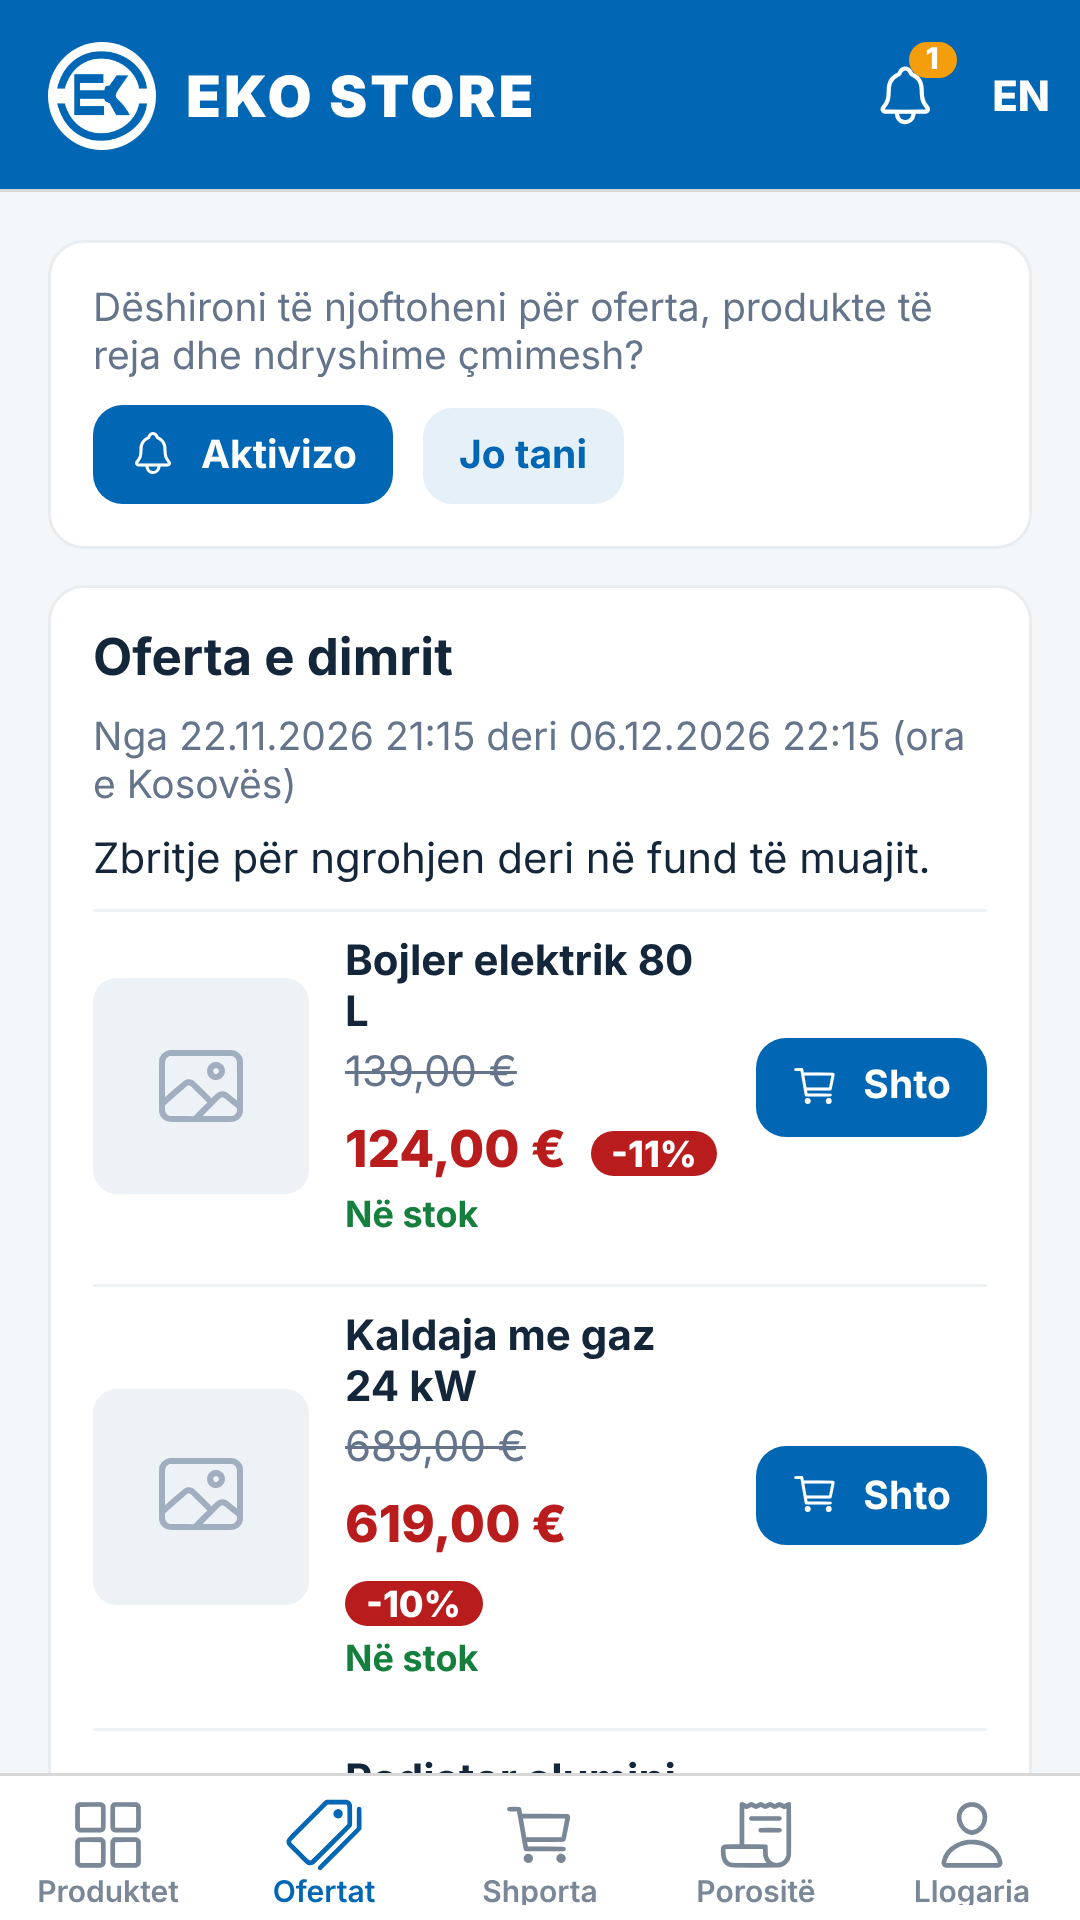 EK
EKO STORE
1
EN
Dëshironi të njoftoheni për oferta, produkte të
reja dhe ndryshime çmimesh?
Aktivizo
Jo tani
Oferta e dimrit
Nga 22.11.2026 21:15 deri 06.12.2026 22:15 (ora
e Kosovës)
Zbritje për ngrohjen deri në fund të muajit.
Bojler elektrik 80
L
139,00 €
124,00 € -11%
Në stok
Shto
Kaldaja me gaz
24 kW
689,00 €
619,00 €
-10%
Në stok
Shto
Produktet
Ofertat
Shporta
Porositë
Llogaria